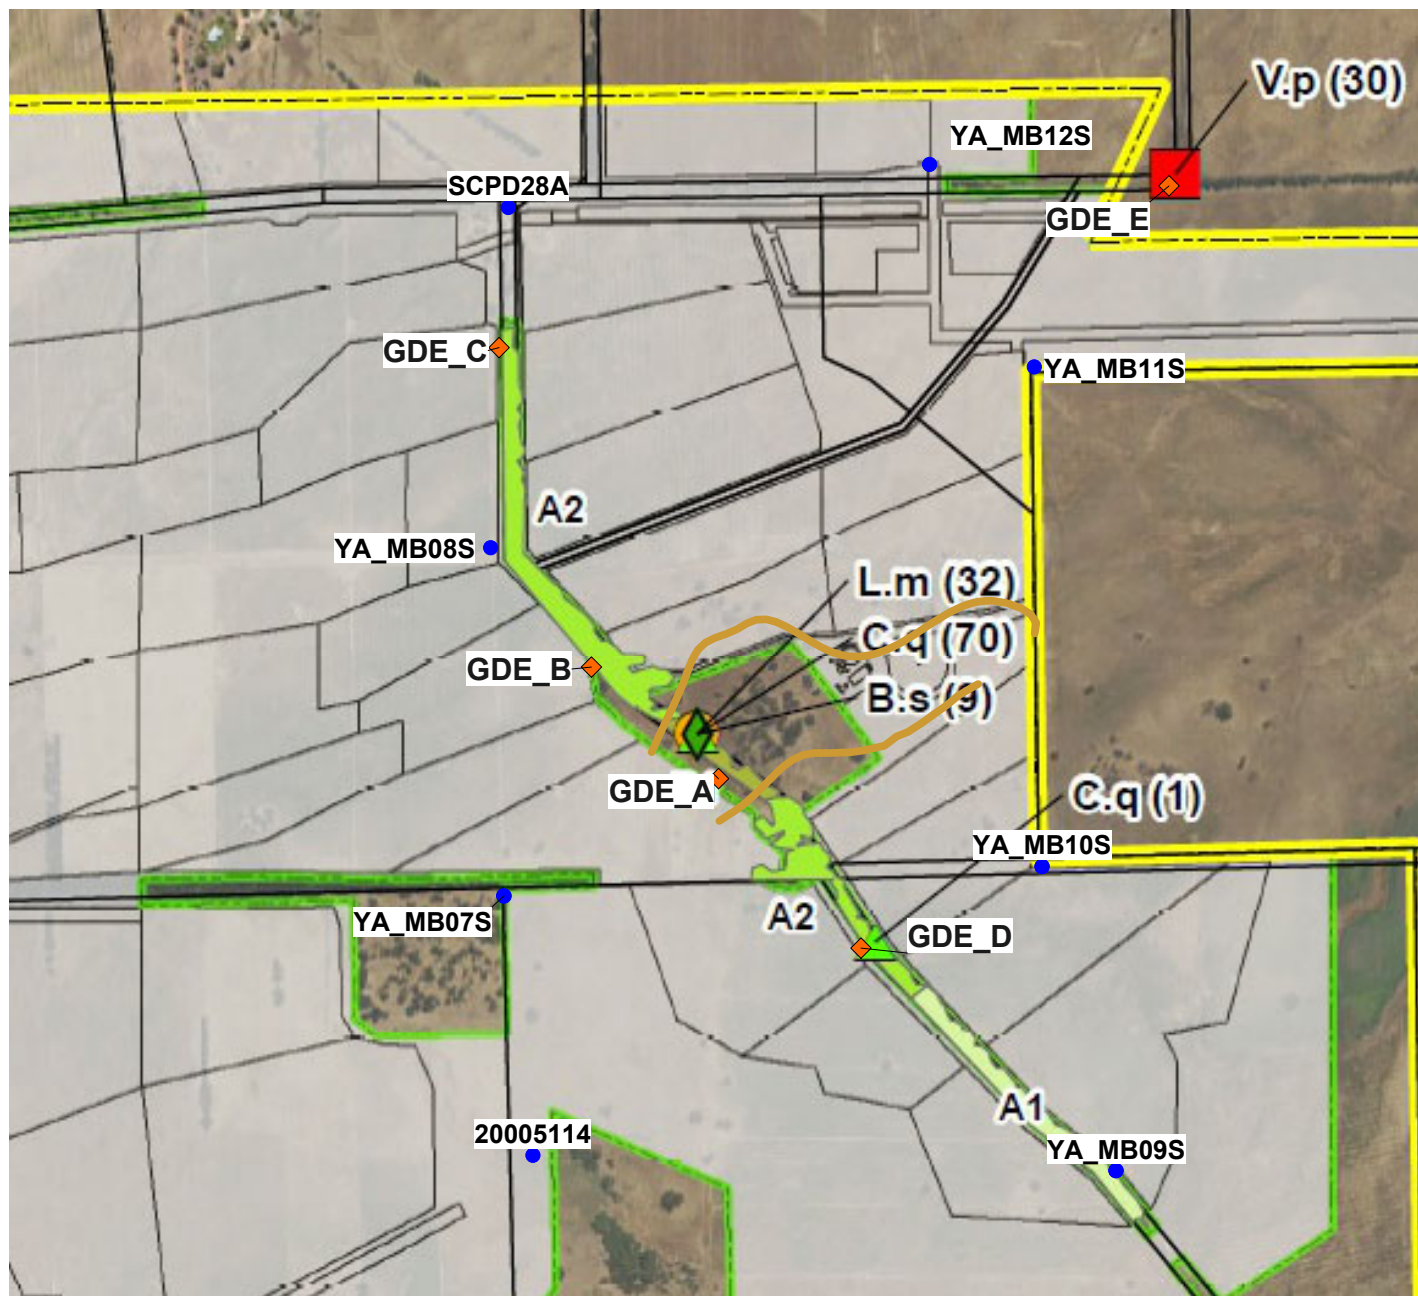 V.p (30)
YA_MB12S
SCPD28A
GDE_E
GDE_C
YA_MB11S
A2
YA_MB08S
L.m (32)
C.q (70)
GDE_B
B.s (9)
GDE_A
C.q (1)
YA_MB10S
YA_MB07S
A2
GDE_D
A1
20005114
YA_MB09S